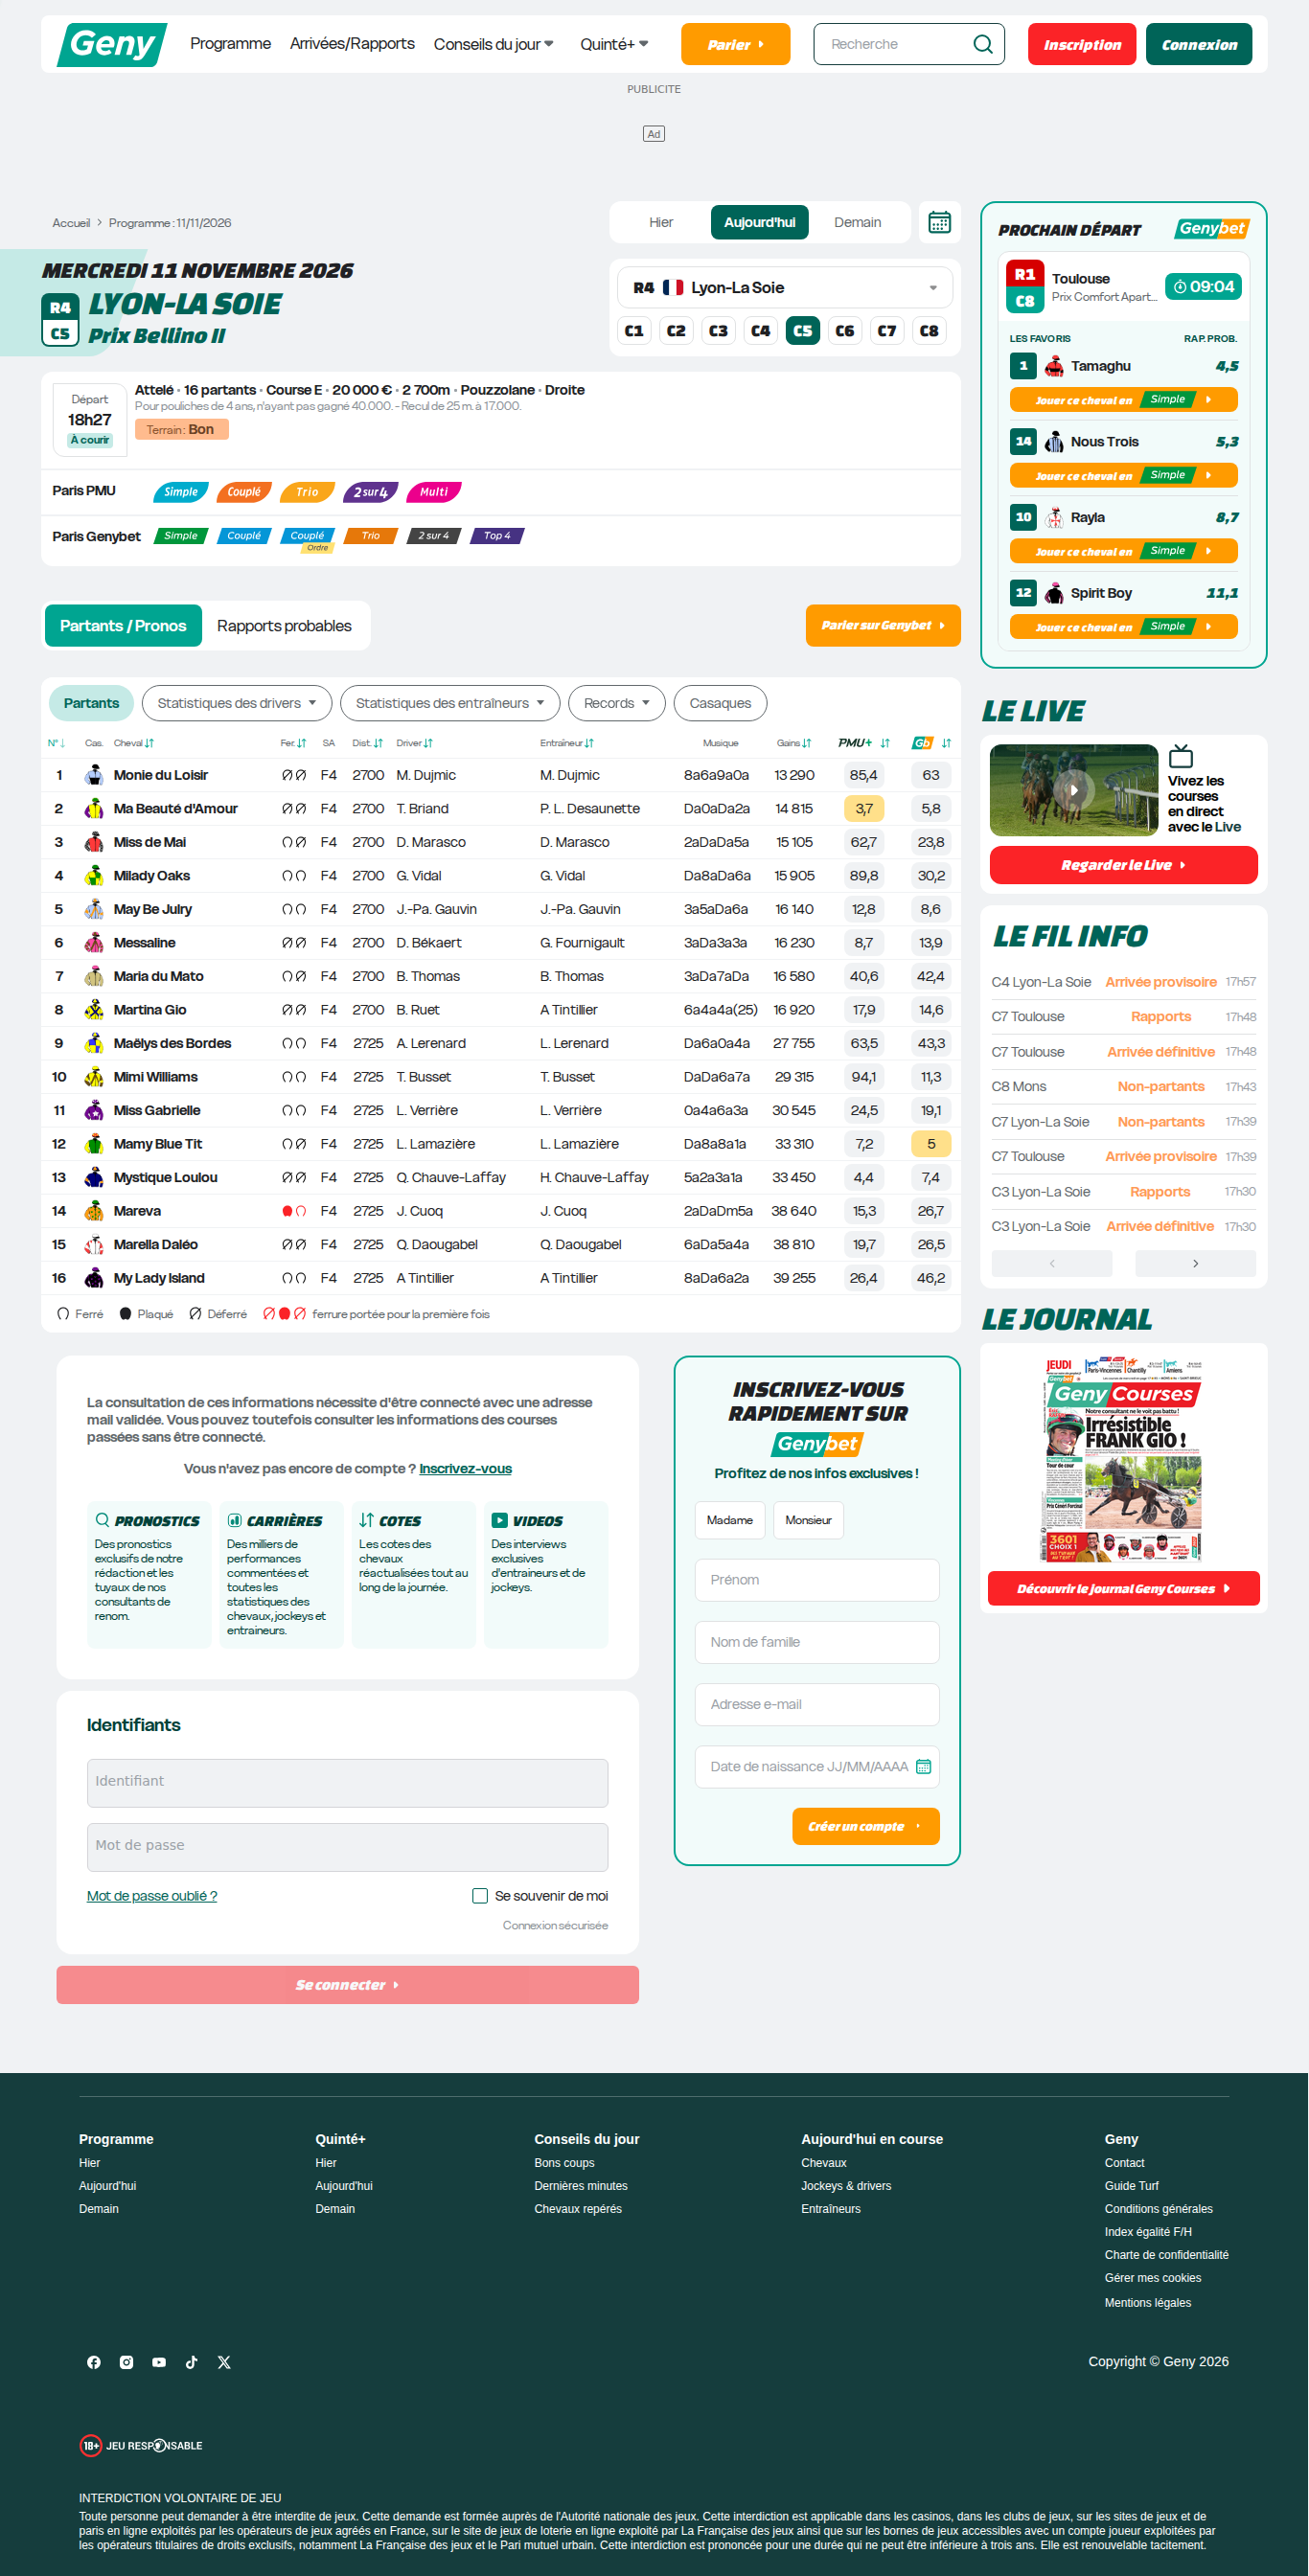 Geny
Programme
Arrivées/Rapports
Conseils du jour
Quinté+
Parier
Recherche
Inscription
Connexion
PUBLICITE
Ad
Accueil > Programme : 11/11/2026
Hier
Aujourd'hui
Demain
MERCREDI 11 NOVEMBRE 2026
R4
C5
LYON-LA SOIE
Prix Bellino II
R4 Lyon-La Soie
C1 C2 C3 C4 C5 C6 C7 C8
Départ
18h27
À courir
Attelé • 16 partants • Course E • 20 000 € • 2 700m • Pouzzolane • Droite
Pour pouliches de 4 ans, n'ayant pas gagné 40.000. - Recul de 25 m. à 17.000.
Terrain : Bon
Paris PMU Simple Couplé Trio 2sur4 Multi
Paris Genybet Simple Couplé Couplé Ordre Trio 2 sur 4 Top 4
Partants / Pronos
Rapports probables
Parier sur Genybet
Partants
Statistiques des drivers
Statistiques des entraîneurs
Records
Casaques
N° Cas. Cheval Fer. SA Dist. Driver Entraîneur Musique Gains PMU+ Gb
1 Monie du Loisir F4 2700 M. Dujmic M. Dujmic 8a6a9a0a 13 290 85,4 63
2 Ma Beauté d'Amour F4 2700 T. Briand P. L. Desaunette Da0aDa2a 14 815 3,7 5,8
3 Miss de Mai F4 2700 D. Marasco D. Marasco 2aDaDa5a 15 105 62,7 23,8
4 Milady Oaks F4 2700 G. Vidal G. Vidal Da8aDa6a 15 905 89,8 30,2
5 May Be Julry F4 2700 J.-Pa. Gauvin J.-Pa. Gauvin 3a5aDa6a 16 140 12,8 8,6
6 Messaline F4 2700 D. Békaert G. Fournigault 3aDa3a3a 16 230 8,7 13,9
7 Maria du Mato F4 2700 B. Thomas B. Thomas 3aDa7aDa 16 580 40,6 42,4
8 Martina Gio F4 2700 B. Ruet A Tintillier 6a4a4a(25) 16 920 17,9 14,6
9 Maëlys des Bordes F4 2725 A. Lerenard L. Lerenard Da6a0a4a 27 755 63,5 43,3
10 Mimi Williams F4 2725 T. Busset T. Busset DaDa6a7a 29 315 94,1 11,3
11 Miss Gabrielle F4 2725 L. Verrière L. Verrière 0a4a6a3a 30 545 24,5 19,1
12 Mamy Blue Tit F4 2725 L. Lamazière L. Lamazière Da8a8a1a 33 310 7,2 5
13 Mystique Loulou F4 2725 Q. Chauve-Laffay H. Chauve-Laffay 5a2a3a1a 33 450 4,4 7,4
14 Mareva F4 2725 J. Cuoq J. Cuoq 2aDaDm5a 38 640 15,3 26,7
15 Marella Daléo F4 2725 Q. Daougabel Q. Daougabel 6aDa5a4a 38 810 19,7 26,5
16 My Lady Island F4 2725 A Tintillier A Tintillier 8aDa6a2a 39 255 26,4 46,2
Ferré Plaqué Déferré ferrure portée pour la première fois
La consultation de ces informations nécessite d'être connecté avec une adresse
mail validée. Vous pouvez toutefois consulter les informations des courses
passées sans être connecté.
Vous n'avez pas encore de compte ? Inscrivez-vous
PRONOSTICS
Des pronostics
exclusifs de notre
rédaction et les
tuyaux de nos
consultants de
renom.
CARRIÈRES
Des milliers de
performances
commentées et
toutes les
statistiques des
chevaux, jockeys et
entraineurs.
COTES
Les cotes des
chevaux
réactualisées tout au
long de la journée.
VIDEOS
Des interviews
exclusives
d'entraineurs et de
jockeys.
Identifiants
Identifiant
Mot de passe
Mot de passe oublié ?
Se souvenir de moi
Connexion sécurisée
Se connecter
INSCRIVEZ-VOUS
RAPIDEMENT SUR
Genybet
Profitez de nos infos exclusives !
Madame
Monsieur
Prénom
Nom de famille
Adresse e-mail
Date de naissance JJ/MM/AAAA
Créer un compte
PROCHAIN DÉPART
Genybet
R1
C8
Toulouse
Prix Comfort Apart...
09:04
LES FAVORIS RAP. PROB.
1 Tamaghu 4,5
Jouer ce cheval en Simple
14 Nous Trois 5,3
Jouer ce cheval en Simple
10 Rayla 8,7
Jouer ce cheval en Simple
12 Spirit Boy 11,1
Jouer ce cheval en Simple
LE LIVE
Vivez les
courses
en direct
avec le Live
Regarder le Live
LE FIL INFO
C4 Lyon-La Soie Arrivée provisoire 17h57
C7 Toulouse Rapports 17h48
C7 Toulouse Arrivée définitive 17h48
C8 Mons Non-partants 17h43
C7 Lyon-La Soie Non-partants 17h39
C7 Toulouse Arrivée provisoire 17h39
C3 Lyon-La Soie Rapports 17h30
C3 Lyon-La Soie Arrivée définitive 17h30
LE JOURNAL
JEUDI
Paris-Vincennes
Chantilly
Amiens
Genybet
Geny Courses
Notre consultant ne le voit pas battu !
Irrésistible
FRANK GIO !
Tour de cœur
3601
CHOIX 1
Découvrir le journal Geny Courses
Programme
Hier
Aujourd'hui
Demain
Quinté+
Hier
Aujourd'hui
Demain
Conseils du jour
Bons coups
Dernières minutes
Chevaux repérés
Aujourd'hui en course
Chevaux
Jockeys & drivers
Entraîneurs
Geny
Contact
Guide Turf
Conditions générales
Index égalité F/H
Charte de confidentialité
Gérer mes cookies
Mentions légales
Copyright © Geny 2026
18+ JEU RESPONSABLE
INTERDICTION VOLONTAIRE DE JEU
Toute personne peut demander à être interdite de jeux. Cette demande est formée auprès de l'Autorité nationale des jeux. Cette interdiction est applicable dans les casinos, dans les clubs de jeux, sur les sites de jeux et de
paris en ligne exploités par les opérateurs de jeux agréés en France, sur le site de jeux de loterie en ligne exploité par La Française des jeux ainsi que sur les bornes de jeux accessibles avec un compte joueur exploitées par
les opérateurs titulaires de droits exclusifs, notamment La Française des jeux et le Pari mutuel urbain. Cette interdiction est prononcée pour une durée qui ne peut être inférieure à trois ans. Elle est renouvelable tacitement.